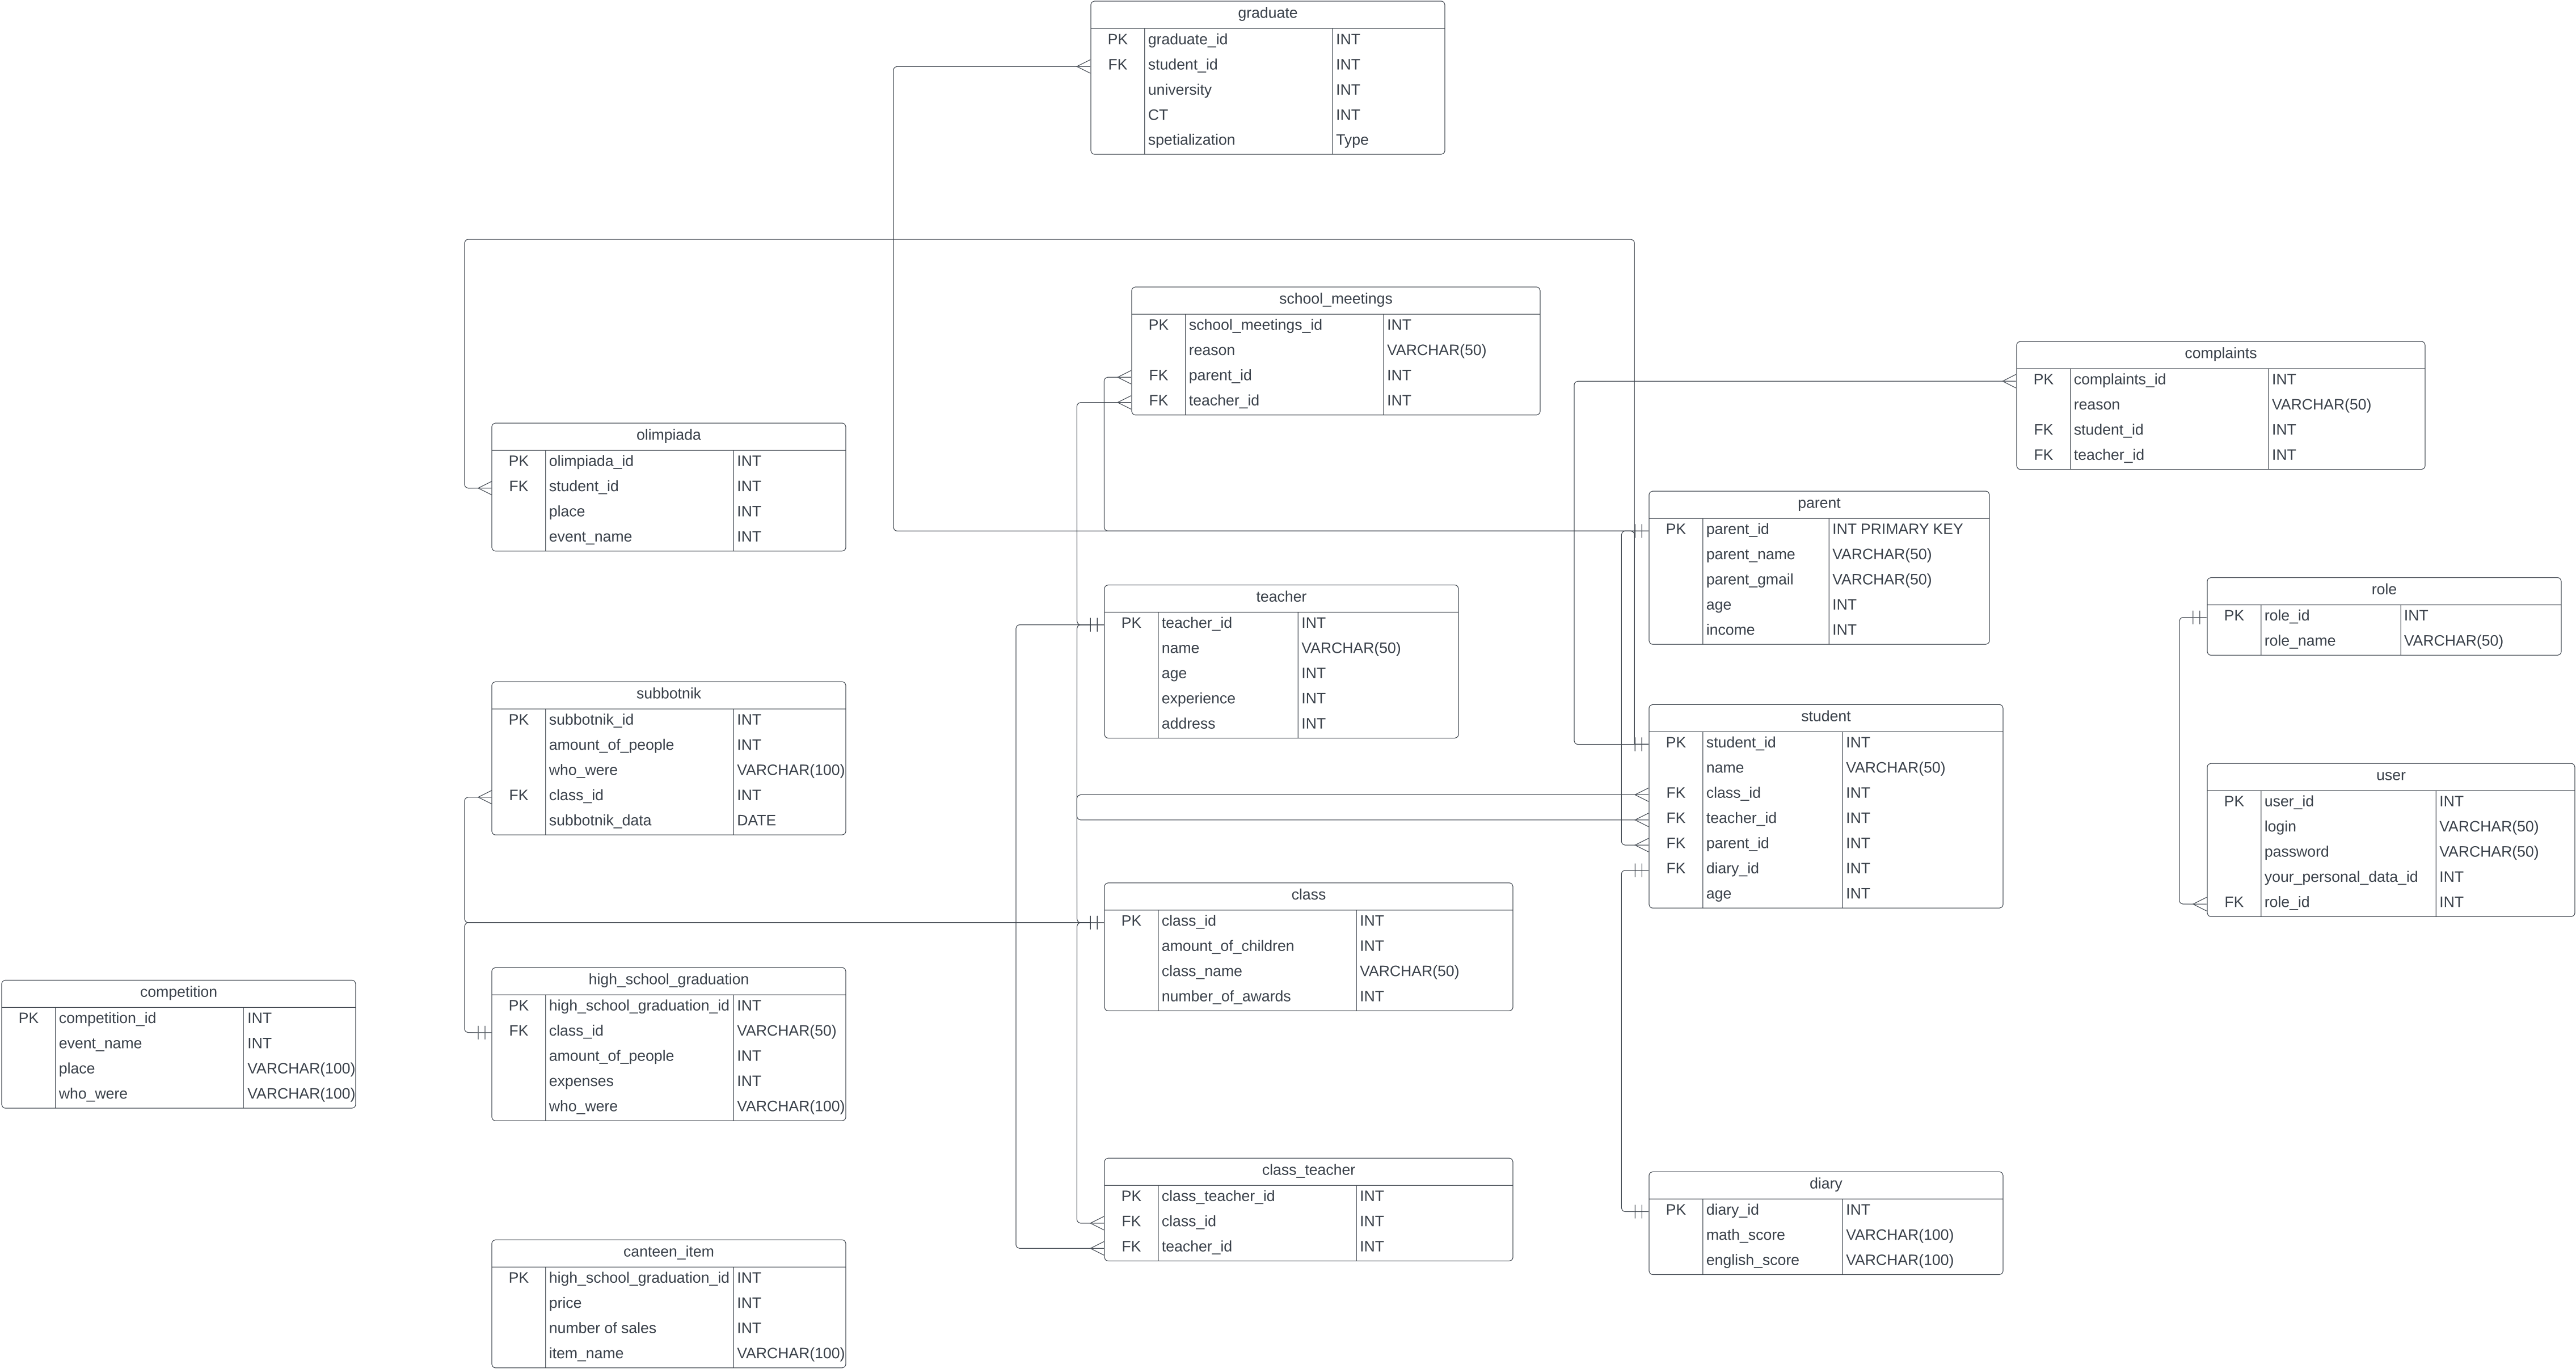 graduate
PK graduate_id INT
FK student_id INT
university INT
CT INT
spetialization Type
school_meetings
PK school_meetings_id INT
reason VARCHAR(50)
FK parent_id INT
FK teacher_id INT
complaints
PK complaints_id INT
reason VARCHAR(50)
FK student_id INT
FK teacher_id INT
olimpiada
PK olimpiada_id INT
FK student_id INT
place INT
event_name INT
parent
PK parent_id INT PRIMARY KEY
parent_name VARCHAR(50)
parent_gmail VARCHAR(50)
age INT
income INT
role
PK role_id INT
role_name VARCHAR(50)
teacher
PK teacher_id INT
name VARCHAR(50)
age INT
experience INT
address INT
subbotnik
PK subbotnik_id INT
amount_of_people INT
who_were VARCHAR(100)
FK class_id INT
subbotnik_data DATE
student
PK student_id INT
name VARCHAR(50)
FK class_id INT
FK teacher_id INT
FK parent_id INT
FK diary_id INT
age INT
user
PK user_id INT
login VARCHAR(50)
password VARCHAR(50)
your_personal_data_id INT
FK role_id INT
class
PK class_id INT
amount_of_children INT
class_name VARCHAR(50)
number_of_awards INT
high_school_graduation
PK high_school_graduation_id INT
FK class_id VARCHAR(50)
amount_of_people INT
expenses INT
who_were VARCHAR(100)
competition
PK competition_id INT
event_name INT
place VARCHAR(100)
who_were VARCHAR(100)
class_teacher
PK class_teacher_id INT
FK class_id INT
FK teacher_id INT
diary
PK diary_id INT
math_score VARCHAR(100)
english_score VARCHAR(100)
canteen_item
PK high_school_graduation_id INT
price INT
number of sales INT
item_name VARCHAR(100)